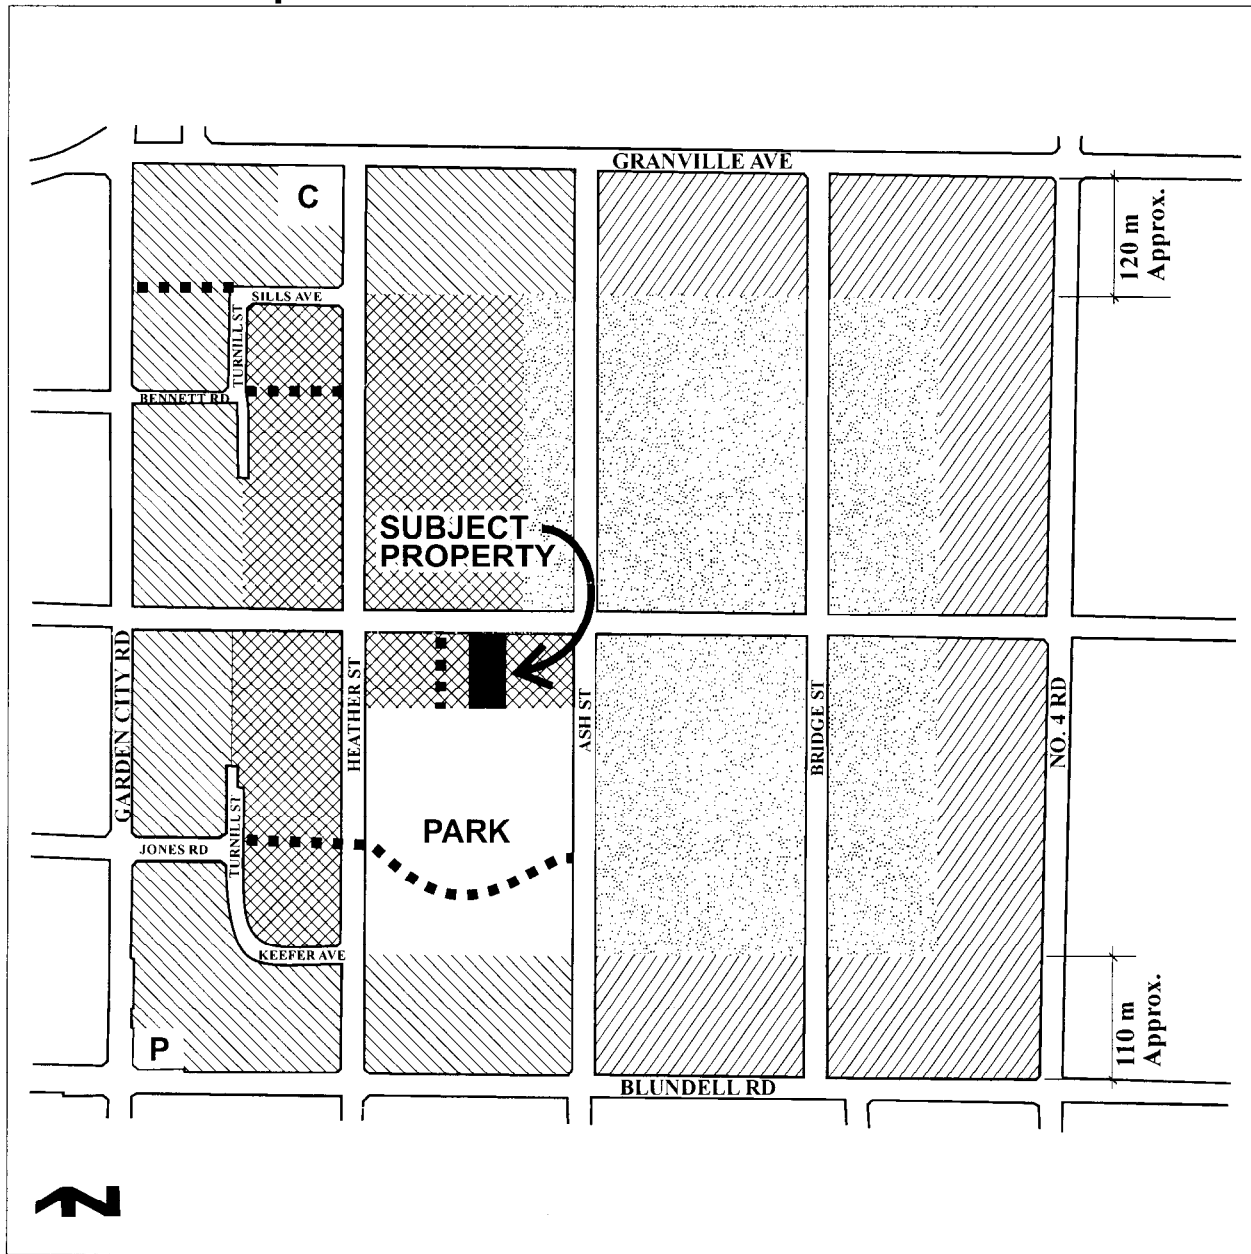 GRANVILLE AVE
C
120 m
Approx.
SILLS AVE
TURNILL ST
BENNETT RD
SUBJECT
PROPERTY
GARDEN CITY RD
HEATHER ST
ASH ST
BRIDGE ST
NO. 4 RD
PARK
JONES RD
TURNILL ST
KEEFER AVE
110 m
Approx.
P
BLUNDELL RD
N